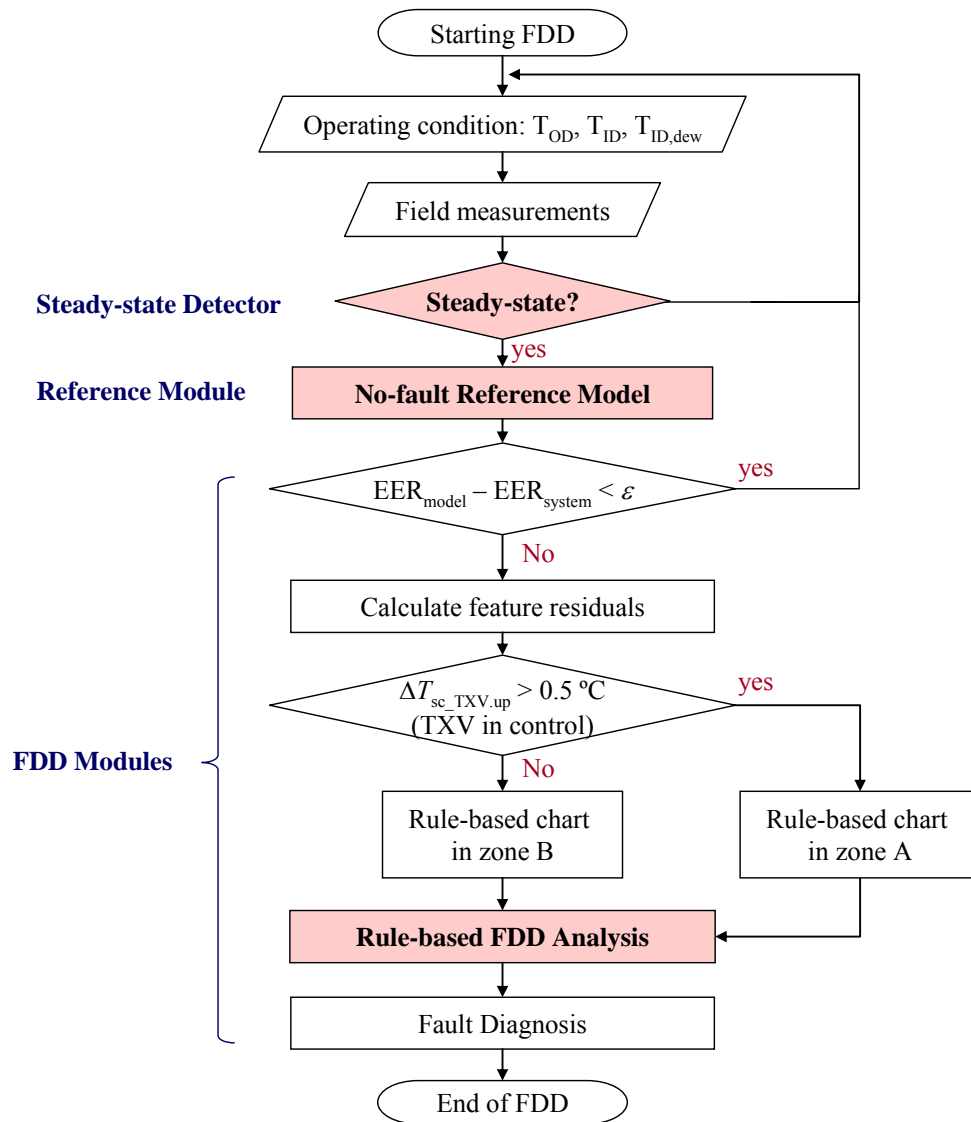 Starting FDD
Operating condition: T_OD, T_ID, T_ID,dew
Field measurements
Steady-state Detector
Steady-state?
yes
Reference Module
No-fault Reference Model
yes
EER_model – EER_system < ε
No
Calculate feature residuals
yes
ΔT_sc_TXV.up > 0.5 ºC
(TXV in control)
FDD Modules
No
Rule-based chart
in zone B
Rule-based chart
in zone A
Rule-based FDD Analysis
Fault Diagnosis
End of FDD